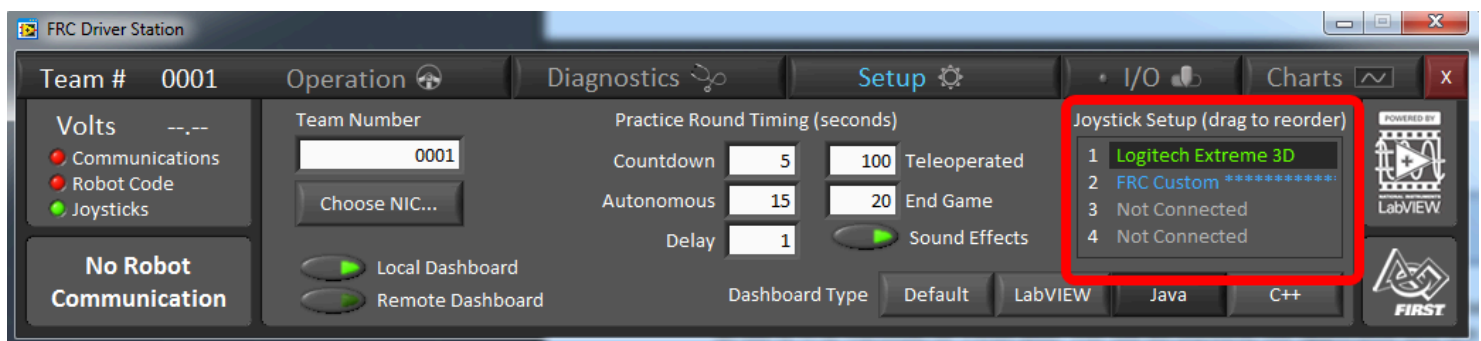 FRC Driver Station
Team # 0001
Operation
Diagnostics
Setup
I/O
Charts
X
Volts --.--
Communications
Robot Code
Joysticks
No Robot
Communication
Team Number
0001
Choose NIC...
Local Dashboard
Remote Dashboard
Practice Round Timing (seconds)
Countdown 5 100 Teleoperated
Autonomous 15 20 End Game
Delay 1 Sound Effects
Dashboard Type Default LabVIEW Java C++
Joystick Setup (drag to reorder)
1 Logitech Extreme 3D
2 FRC Custom ************
3 Not Connected
4 Not Connected
POWERED BY
NATIONAL INSTRUMENTS
LabVIEW
FIRST